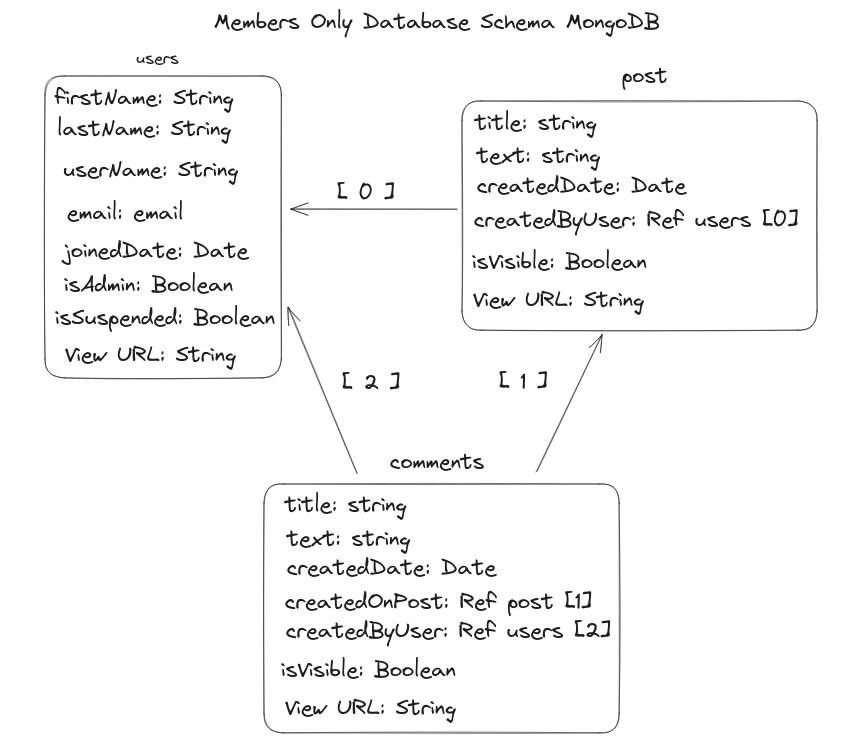 Members Only Database Schema MongoDB
users
firstName: String
lastName: String
userName: String
email: email
joinedDate: Date
isAdmin: Boolean
isSuspended: Boolean
View URL: String
[ 0 ]
post
title: string
text: string
createdDate: Date
createdByUser: Ref users [0]
isVisible: Boolean
View URL: String
[ 2 ]
[ 1 ]
comments
title: string
text: string
createdDate: Date
createdOnPost: Ref post [1]
createdByUser: Ref users [2]
isVisible: Boolean
View URL: String